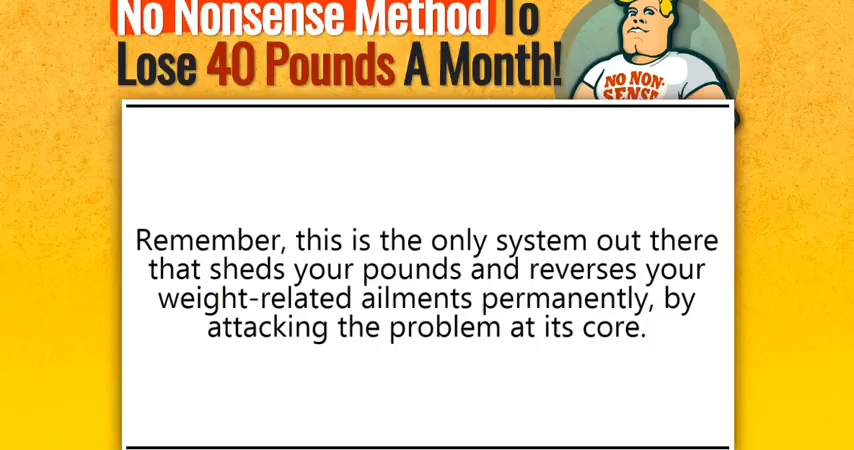 No Nonsense Method To
Lose 40 Pounds A Month!
NO NON-
SENSE
Remember, this is the only system out there
that sheds your pounds and reverses your
weight-related ailments permanently, by
attacking the problem at its core.